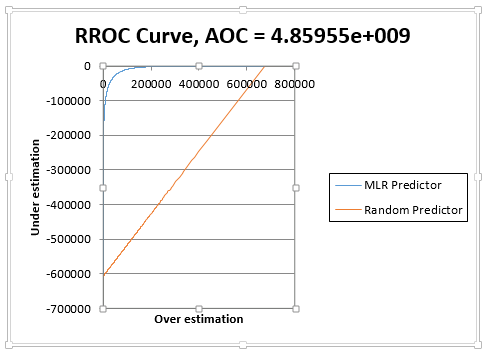 RROC Curve, AOC = 4.85955e+009
0
0 200000 400000 600000 800000
-100000
-200000
-300000
-400000
-500000
-600000
-700000
Under estimation
Over estimation
MLR Predictor
Random Predictor